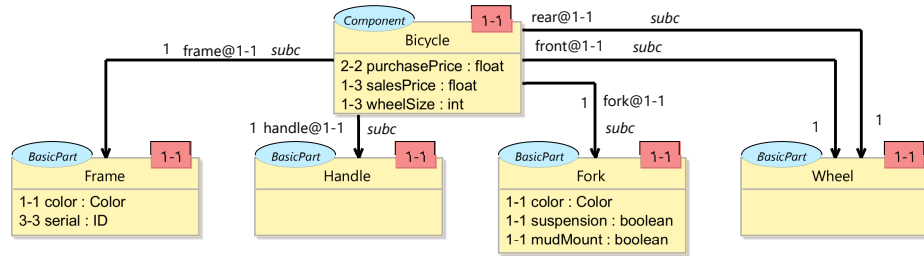 Component
1-1
Bicycle
2-2 purchasePrice : float
1-3 salesPrice : float
1-3 wheelSize : int
1 frame@1-1 subc
rear@1-1 subc
front@1-1 subc
1 handle@1-1 subc
1 fork@1-1 subc
1
1
BasicPart
1-1
Frame
1-1 color : Color
3-3 serial : ID
BasicPart
1-1
Handle
BasicPart
1-1
Fork
1-1 color : Color
1-1 suspension : boolean
1-1 mudMount : boolean
BasicPart
1-1
Wheel